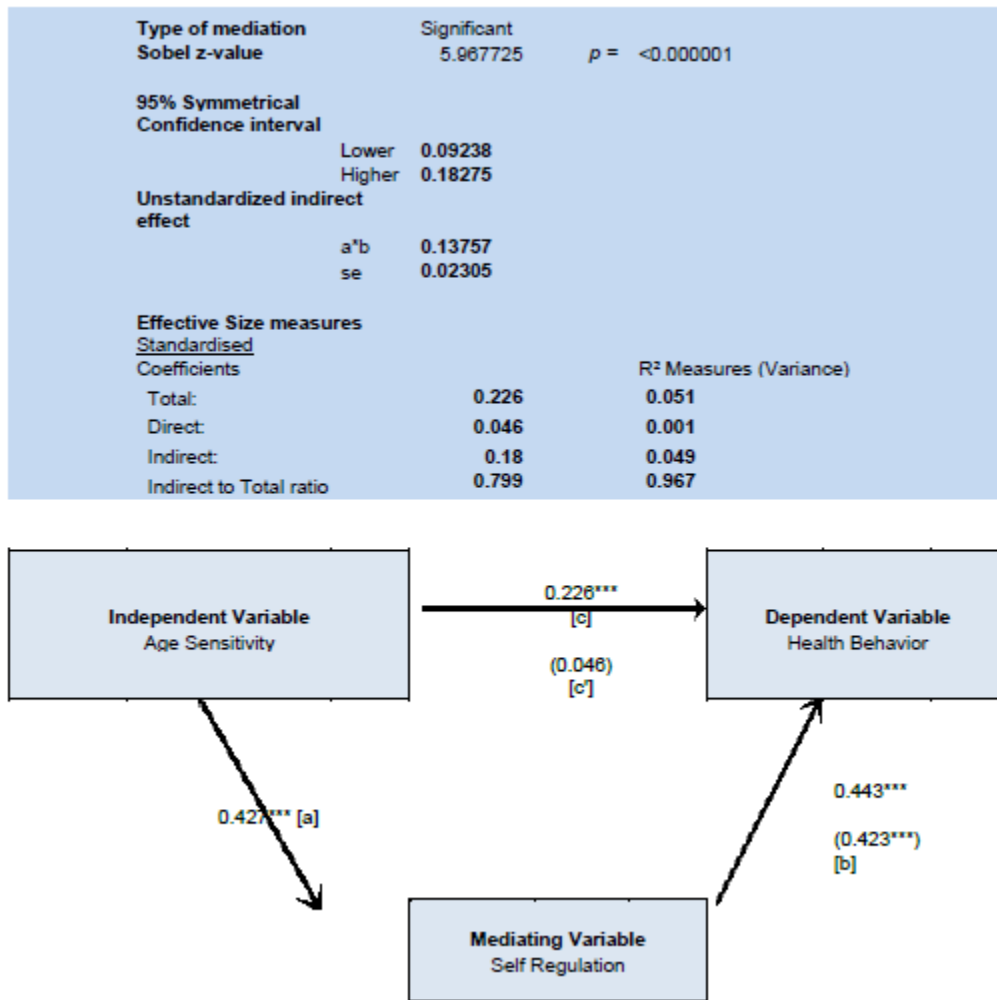 Type of mediation Significant
Sobel z-value 5.967725 p = <0.000001
95% Symmetrical
Confidence interval
Lower 0.09238
Higher 0.18275
Unstandardized indirect
effect
a*b 0.13757
se 0.02305
Effective Size measures
Standardised
Coefficients R² Measures (Variance)
Total: 0.226 0.051
Direct: 0.046 0.001
Indirect: 0.18 0.049
Indirect to Total ratio 0.799 0.967
Independent Variable
Age Sensitivity
0.226***
[c]
(0.046)
[c']
Dependent Variable
Health Behavior
0.427*** [a]
0.443***
(0.423***)
[b]
Mediating Variable
Self Regulation